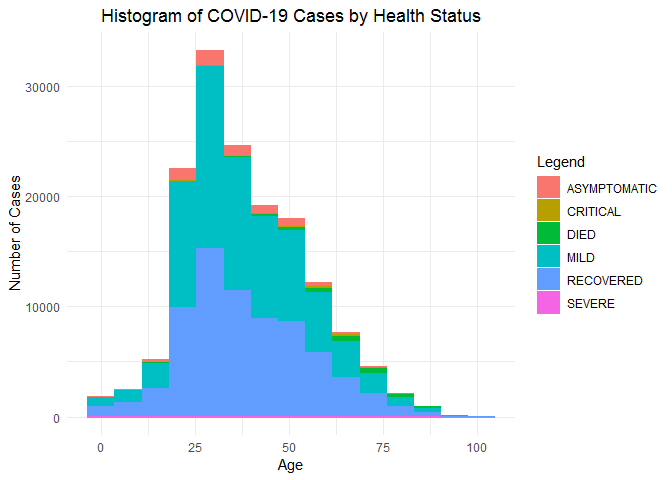 Histogram of COVID-19 Cases by Health Status
Number of Cases
30000
20000
10000
0
0 25 50 75 100
Age
Legend
ASYMPTOMATIC
CRITICAL
DIED
MILD
RECOVERED
SEVERE